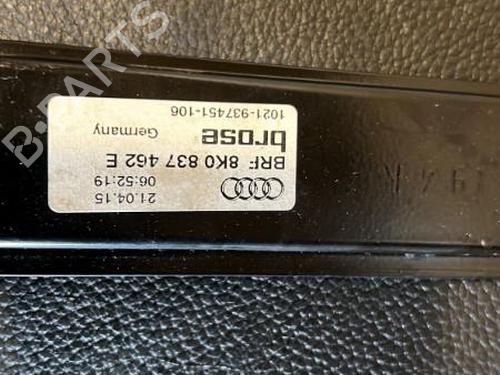 21.04.15
06:52:19
BRF 8K0 837 462 E
brose
Germany
1021-937451-106
B-PARTS